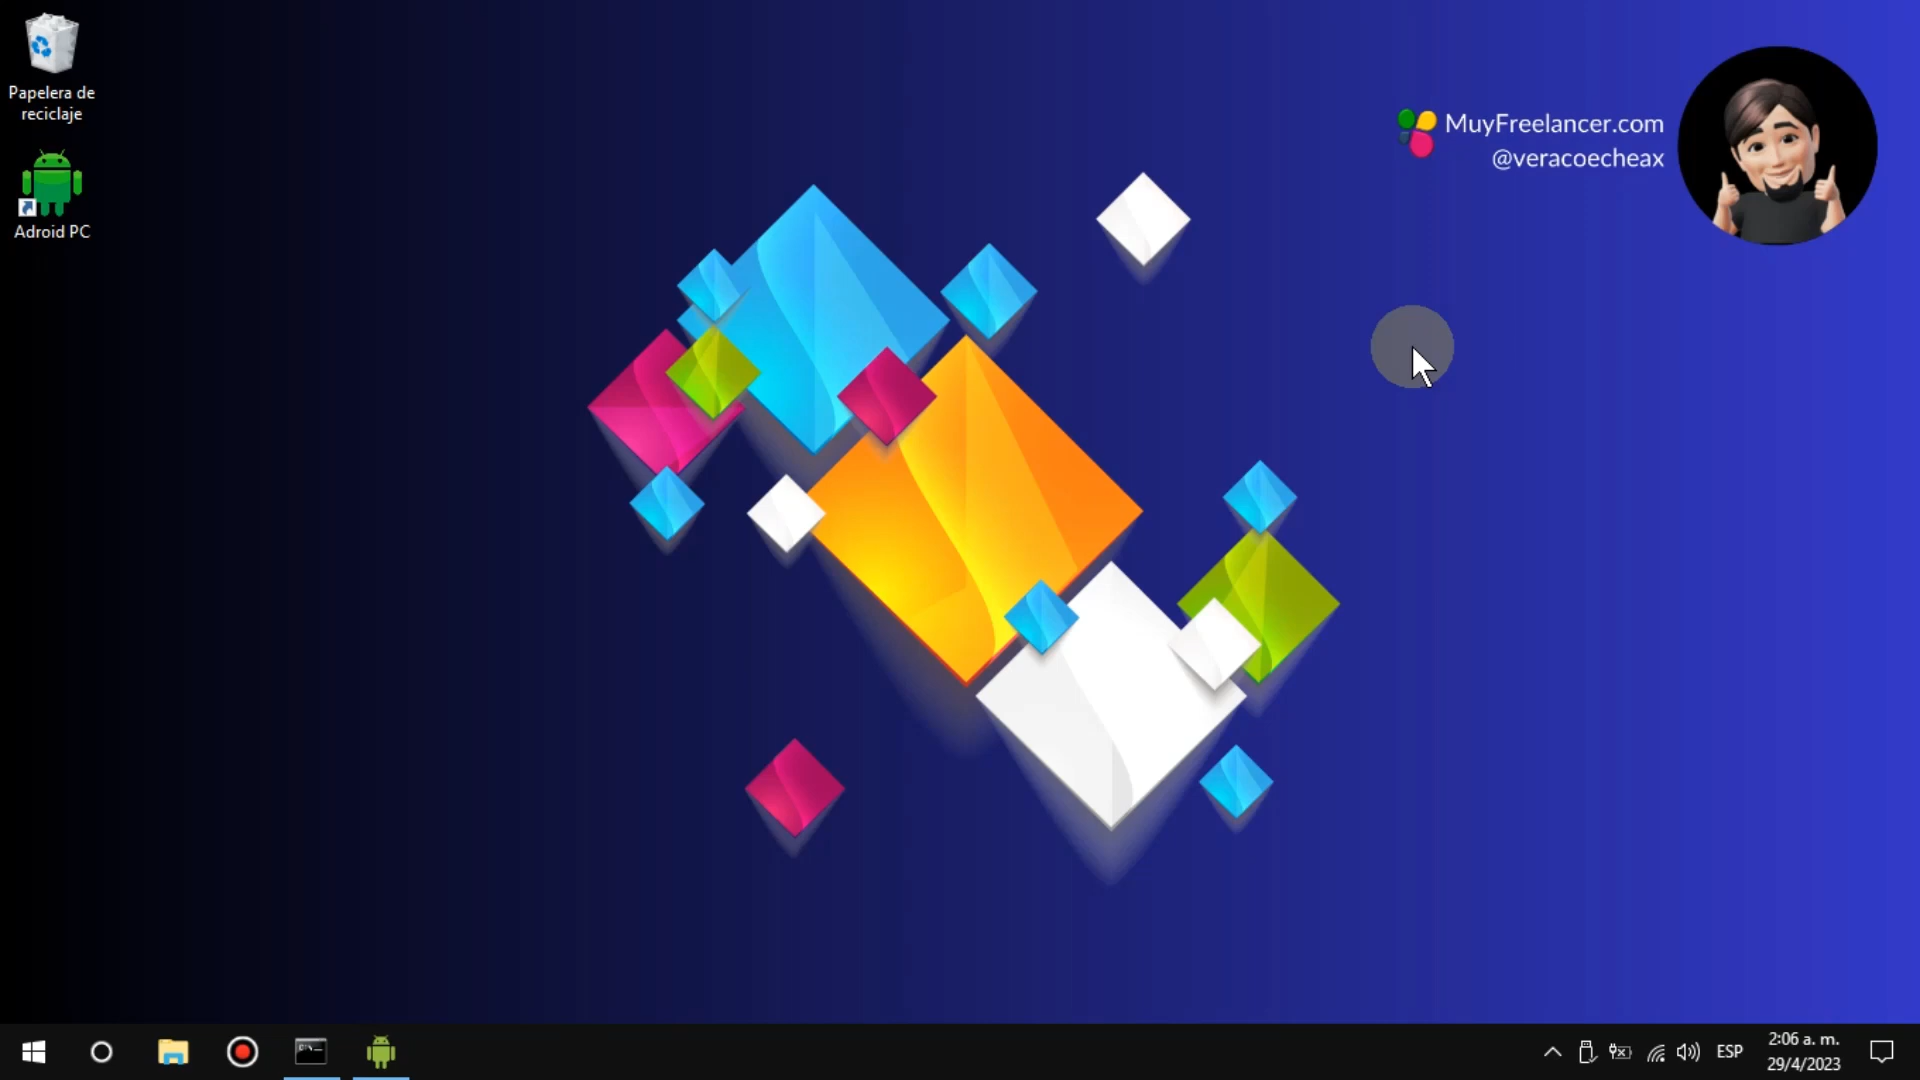 Papelera de
reciclaje
Adroid PC
MuyFreelancer.com
@veracoecheax
ESP
2:06 a. m.
29/4/2023